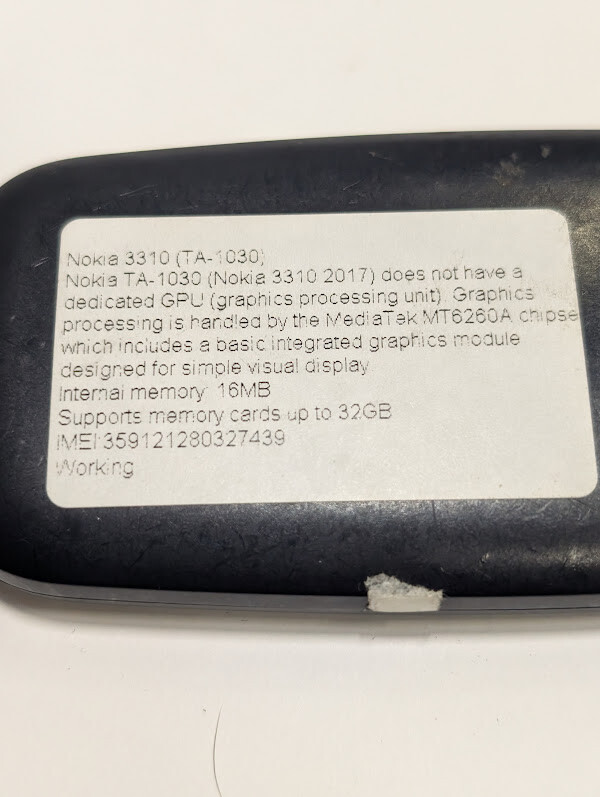 Nokia 3310 (TA-1030)
Nokia TA-1030 (Nokia 3310 2017) does not have a
dedicated GPU (graphics processing unit). Graphics
processing is handled by the MediaTek MT6260A chipse
which includes a basic integrated graphics module
designed for simple visual display
Internal memory: 16MB
Supports memory cards up to 32GB
IMEI:359121280327439
Working